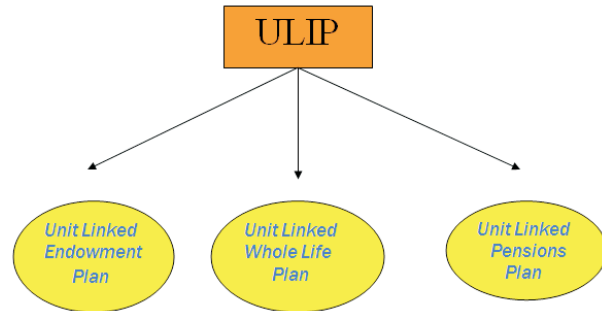 ULIP
Unit Linked
Endowment
Plan
Unit Linked
Whole Life
Plan
Unit Linked
Pensions
Plan